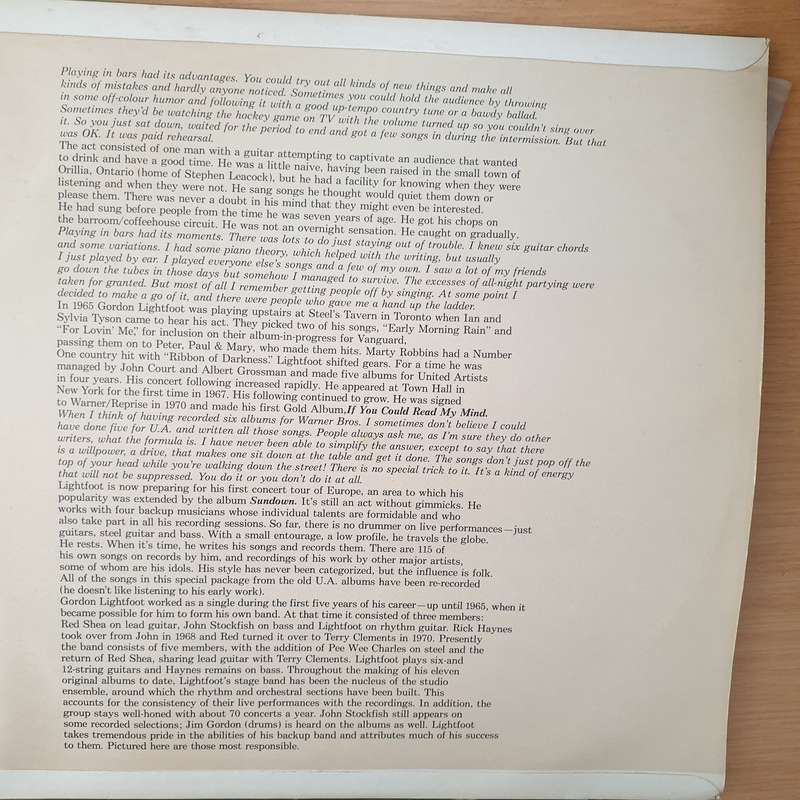 Playing in bars had its advantages. You could try out all kinds of new things and make all
kinds of mistakes and hardly anyone noticed. Sometimes you could hold the audience by throwing
in some off-colour humor and following it with a good up-tempo country tune or a bawdy ballad.
Sometimes they'd be watching the hockey game on TV with the volume turned up so you couldn't sing over
it. So you just sat down, waited for the period to end and got a few songs in during the intermission. But that
was OK. It was paid rehearsal.
The act consisted of one man with a guitar attempting to captivate an audience that wanted
to drink and have a good time. He was a little naive, having been raised in the small town of
Orillia, Ontario (home of Stephen Leacock), but he had a facility for knowing when they were
listening and when they were not. He sang songs he thought would quiet them down or
please them. There was never a doubt in his mind that they might even be interested.
He had sung before people from the time he was seven years of age. He got his chops on
the barroom/coffeehouse circuit. He was not an overnight sensation. He caught on gradually.
Playing in bars had its moments. There was lots to do just staying out of trouble. I knew six guitar chords
and some variations. I had some piano theory, which helped with the writing, but usually
I just played by ear. I played everyone else's songs and a few of my own. I saw a lot of my friends
go down the tubes in those days but somehow I managed to survive. The excesses of all-night partying were
taken for granted. But most of all I remember getting people off by singing. At some point I
decided to make a go of it, and there were people who gave me a hand up the ladder.
In 1965 Gordon Lightfoot was playing upstairs at Steel's Tavern in Toronto when Ian and
Sylvia Tyson came to hear his act. They picked two of his songs, "Early Morning Rain" and
"For Lovin' Me," for inclusion on their album-in-progress for Vanguard,
passing them on to Peter, Paul & Mary, who made them hits. Marty Robbins had a Number
One country hit with "Ribbon of Darkness." Lightfoot shifted gears. For a time he was
managed by John Court and Albert Grossman and made five albums for United Artists
in four years. His concert following increased rapidly. He appeared at Town Hall in
New York for the first time in 1967. His following continued to grow. He was signed
to Warner/Reprise in 1970 and made his first Gold Album, If You Could Read My Mind.
When I think of having recorded six albums for Warner Bros. I sometimes don't believe I could
have done five for U.A. and written all those songs. People always ask me, as I'm sure they do other
writers, what the formula is. I have never been able to simplify the answer, except to say that there
is a willpower, a drive, that makes one sit down at the table and get it done. The songs don't just pop off the
top of your head while you're walking down the street! There is no special trick to it. It's a kind of energy
that will not be suppressed. You do it or you don't do it at all.
Lightfoot is now preparing for his first concert tour of Europe, an area to which his
popularity was extended by the album Sundown. It's still an act without gimmicks. He
works with four backup musicians whose individual talents are formidable and who
also take part in all his recording sessions. So far, there is no drummer on live performances—just
guitars, steel guitar and bass. With a small entourage, a low profile, he travels the globe.
He rests. When it's time, he writes his songs and records them. There are 115 of
his own songs on records by him, and recordings of his work by other major artists,
some of whom are his idols. His style has never been categorized, but the influence is folk.
All of the songs in this special package from the old U.A. albums have been re-recorded
(he doesn't like listening to his early work).
Gordon Lightfoot worked as a single during the first five years of his career—up until 1965, when it
became possible for him to form his own band. At that time it consisted of three members:
Red Shea on lead guitar, John Stockfish on bass and Lightfoot on rhythm guitar. Rick Haynes
took over from John in 1968 and Red turned it over to Terry Clements in 1970. Presently
the band consists of five members, with the addition of Pee Wee Charles on steel and the
return of Red Shea, sharing lead guitar with Terry Clements. Lightfoot plays six-and
12-string guitars and Haynes remains on bass. Throughout the making of his eleven
original albums to date, Lightfoot's stage band has been the nucleus of the studio
ensemble, around which the rhythm and orchestral sections have been built. This
accounts for the consistency of their live performances with the recordings. In addition, the
group stays well-honed with about 70 concerts a year. John Stockfish still appears on
some recorded selections; Jim Gordon (drums) is heard on the albums as well. Lightfoot
takes tremendous pride in the abilities of his backup band and attributes much of his success
to them. Pictured here are those most responsible.